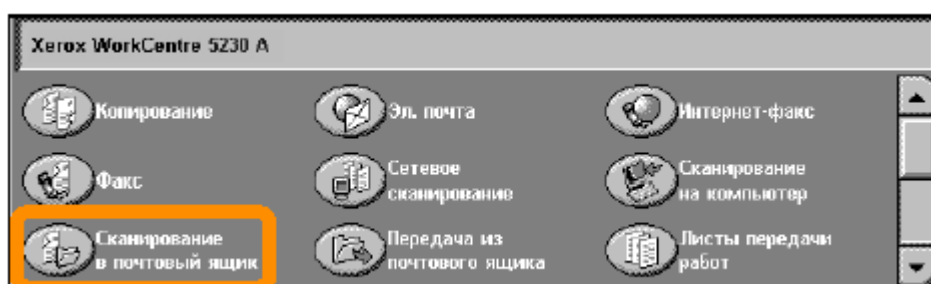 Xerox WorkCentre 5230 A
Копирование
Эл. почта
Интернет-факс
Факс
Сетевое
сканирование
Сканирование
на компьютер
Сканирование
в почтовый ящик
Передача из
почтового ящика
Листы передачи
работ